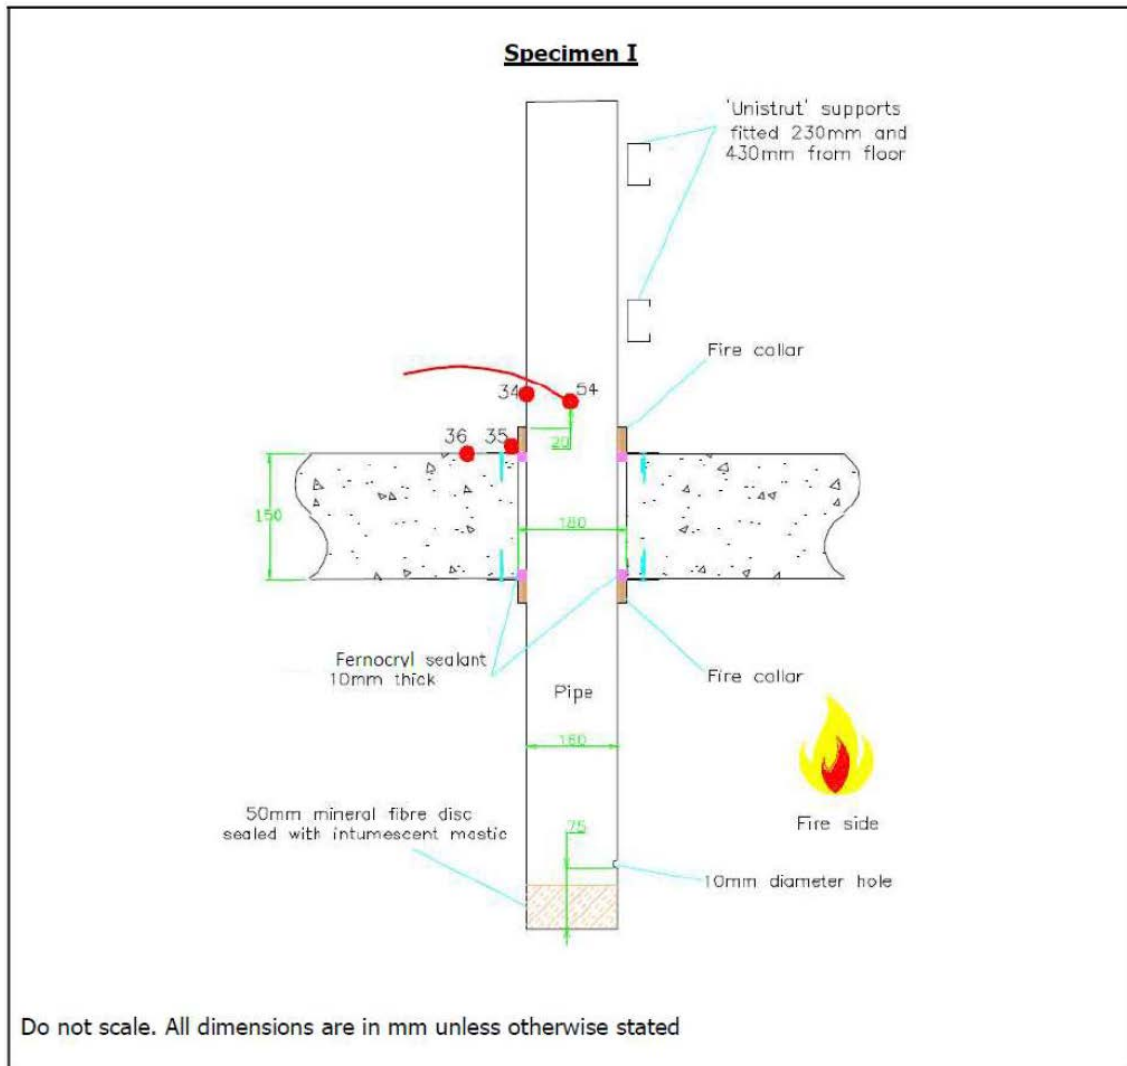 Specimen I
'Unistrut' supports
fitted 230mm and
430mm from floor
Fire collar
34
54
36
35
20
150
180
Fernocryl sealant
10mm thick
Fire collar
Pipe
160
50mm mineral fibre disc
sealed with intumescent mastic
75
Fire side
10mm diameter hole
Do not scale. All dimensions are in mm unless otherwise stated